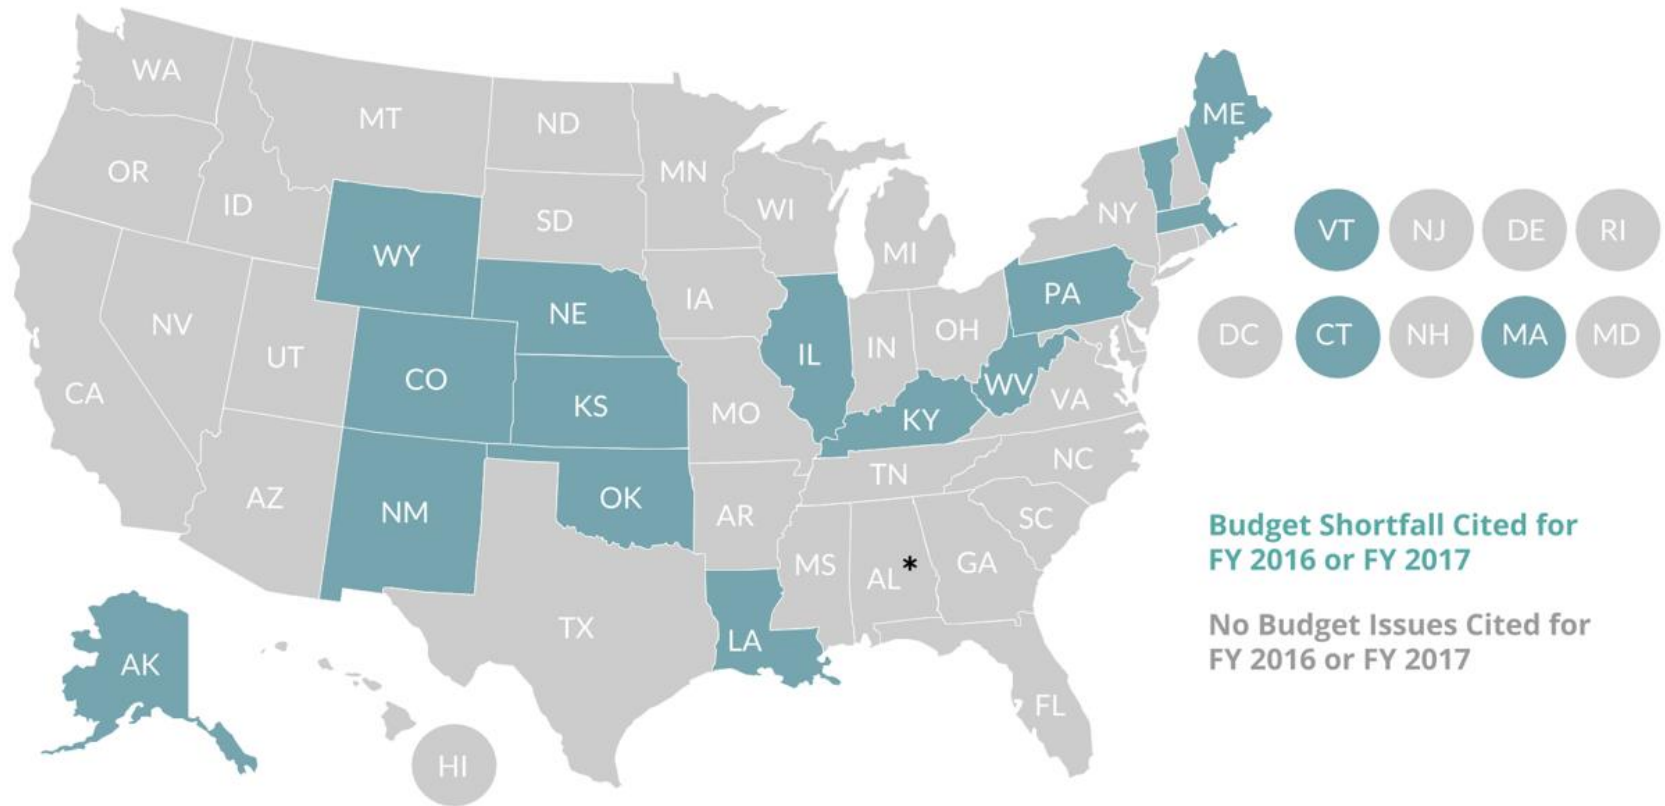 WA
MT
ND
MN
OR
ID
SD
WI
MI
NY
ME
WY
IA
NE
PA
NV
UT
CO
IL
IN
OH
CA
KS
MO
WV
VA
KY
AZ
NM
OK
AR
TN
NC
SC
MS
AL*
GA
TX
LA
FL
AK
HI
VT
NJ
DE
RI
DC
CT
NH
MA
MD
Budget Shortfall Cited for
FY 2016 or FY 2017
No Budget Issues Cited for
FY 2016 or FY 2017